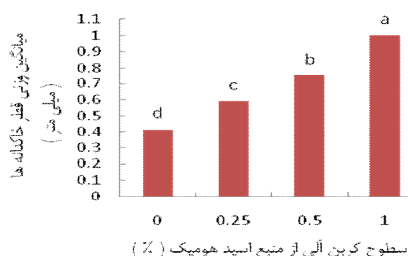 میانگین وزنی قطر خاکدانه ها
( میلی متر )
1.1
1
0.9
0.8
0.7
0.6
0.5
0.4
0.3
0.2
0.1
0
d
c
b
a
0 0.25 0.5 1
سطوح کربن آلی از منبع اسید هومیک ( % )